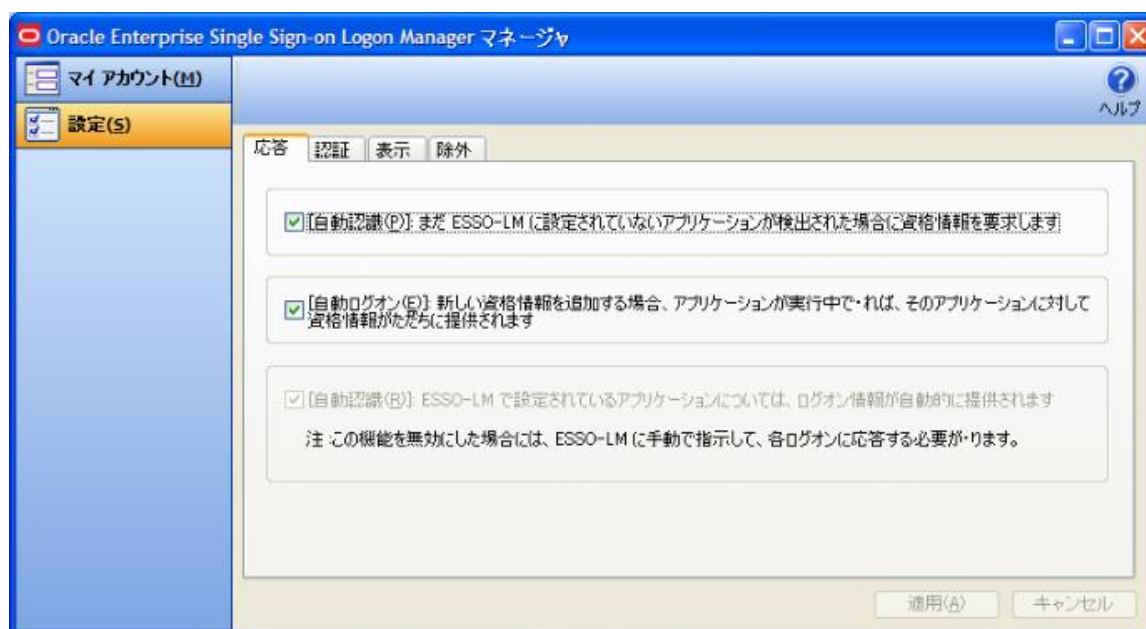 Oracle Enterprise Single Sign-on Logon Manager マネージャ
マイ アカウント(M)
設定(S)
ヘルプ
応答 認証 表示 除外
[自動認識(P)]: まだ ESSO-LM に設定されていないアプリケーションが検出された場合に資格情報を要求します
[自動ログオン(E)]: 新しい資格情報を追加する場合、アプリケーションが実行中で・れば、そのアプリケーションに対して
資格情報がただちに提供されます
[自動認識(R)]: ESSO-LM で設定されているアプリケーションについては、ログオン情報が自動的に提供されます
注:この機能を無効にした場合には、ESSO-LM に手動で指示して、各ログオンに応答する必要が・ります。
適用(A) キャンセル